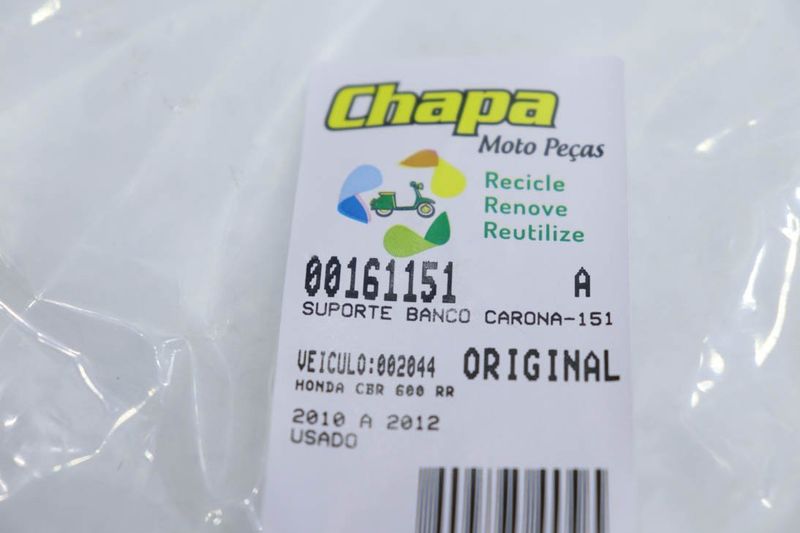 Chapa
Moto Peças
Recicle
Renove
Reutilize
00161151 A
SUPORTE BANCO CARONA-151
VEICULO:002044 ORIGINAL
HONDA CBR 600 RR
2010 A 2012
USADO